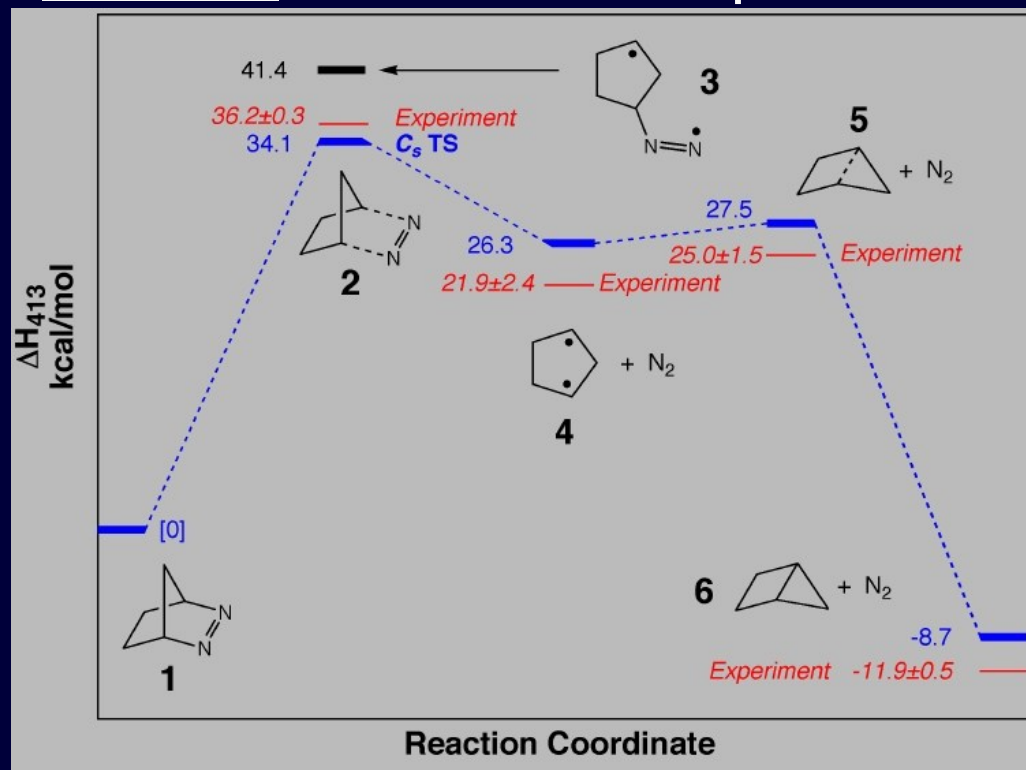 41.4
3
36.2±0.3 Experiment
34.1 Cs TS
N=N
5
+ N2
N
N
2
27.5
26.3
25.0±1.5 Experiment
21.9±2.4 Experiment
+ N2
4
ΔH413
kcal/mol
[0]
N
N
1
6 + N2
-8.7
Experiment -11.9±0.5
Reaction Coordinate